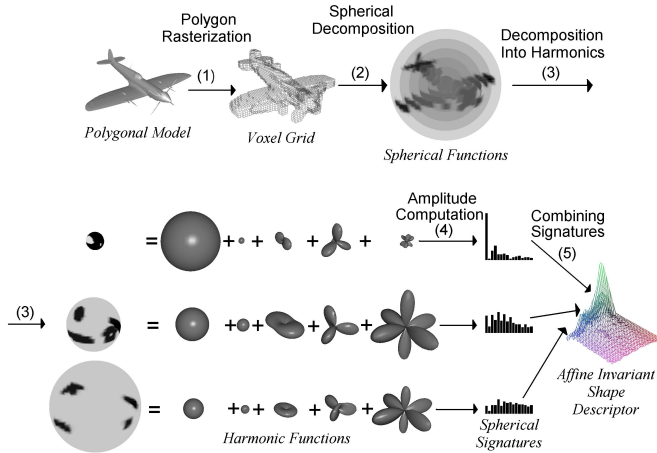 Polygon
Rasterization
Spherical
Decomposition
Decomposition
Into Harmonics
(1)
(2)
(3)
Polygonal Model
Voxel Grid
Spherical Functions
Amplitude
Computation
(4)
Combining
Signatures
(5)
= + + + +
(3)
= + + + +
Affine Invariant
Shape
Descriptor
= + + + +
Harmonic Functions
Spherical
Signatures